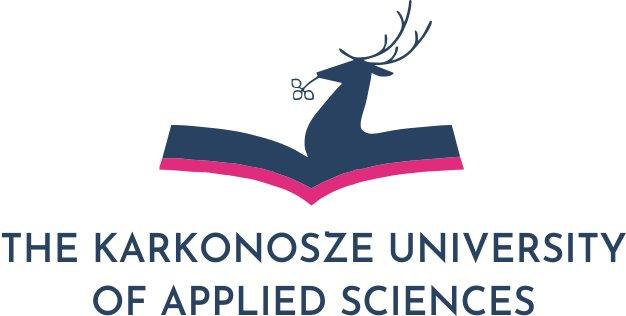 THE KARKONOSZE UNIVERSITY
OF APPLIED SCIENCES